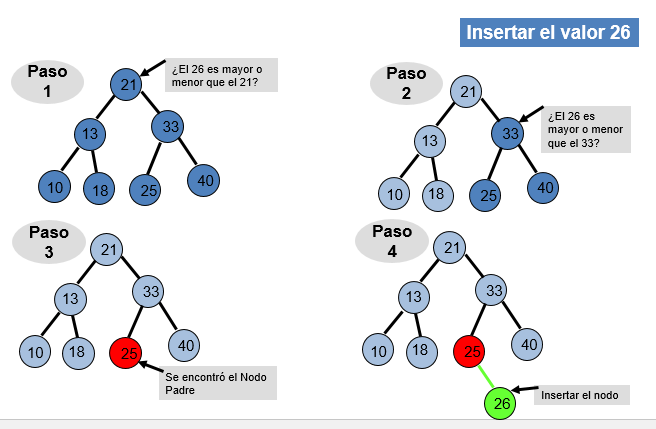 Insertar el valor 26
Paso
1
¿El 26 es mayor o
menor que el 21?
21
13
33
10
18
25
40
Paso
2
¿El 26 es
mayor o menor
que el 33?
21
13
33
10
18
25
40
Paso
3
21
13
33
10
18
25
40
Se encontró el Nodo
Padre
Paso
4
21
13
33
10
18
25
40
26
Insertar el nodo